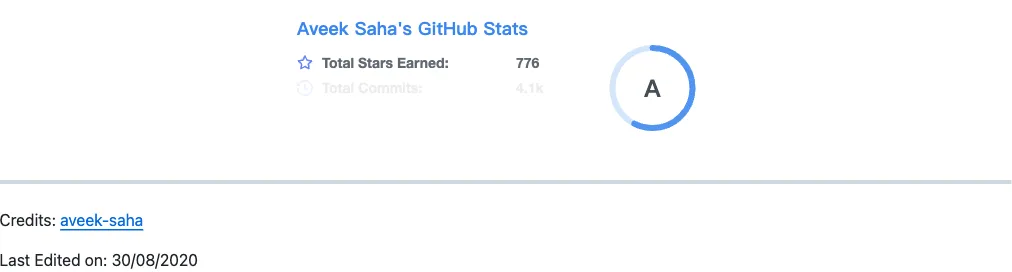 Aveek Saha's GitHub Stats
Total Stars Earned: 776
Total Commits: 4.1k
A
Credits: aveek-saha
Last Edited on: 30/08/2020